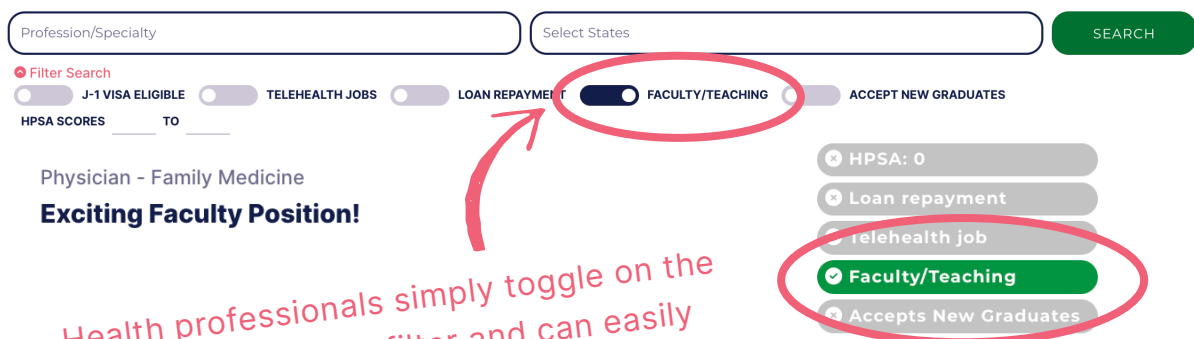 Profession/Specialty
Select States
SEARCH
Filter Search
J-1 VISA ELIGIBLE
TELEHEALTH JOBS
LOAN REPAYMENT
FACULTY/TEACHING
ACCEPT NEW GRADUATES
HPSA SCORES TO
Physician - Family Medicine
Exciting Faculty Position!
HPSA: 0
Loan repayment
Telehealth job
Faculty/Teaching
Accepts New Graduates
Health professionals simply toggle on the
filter and can easily